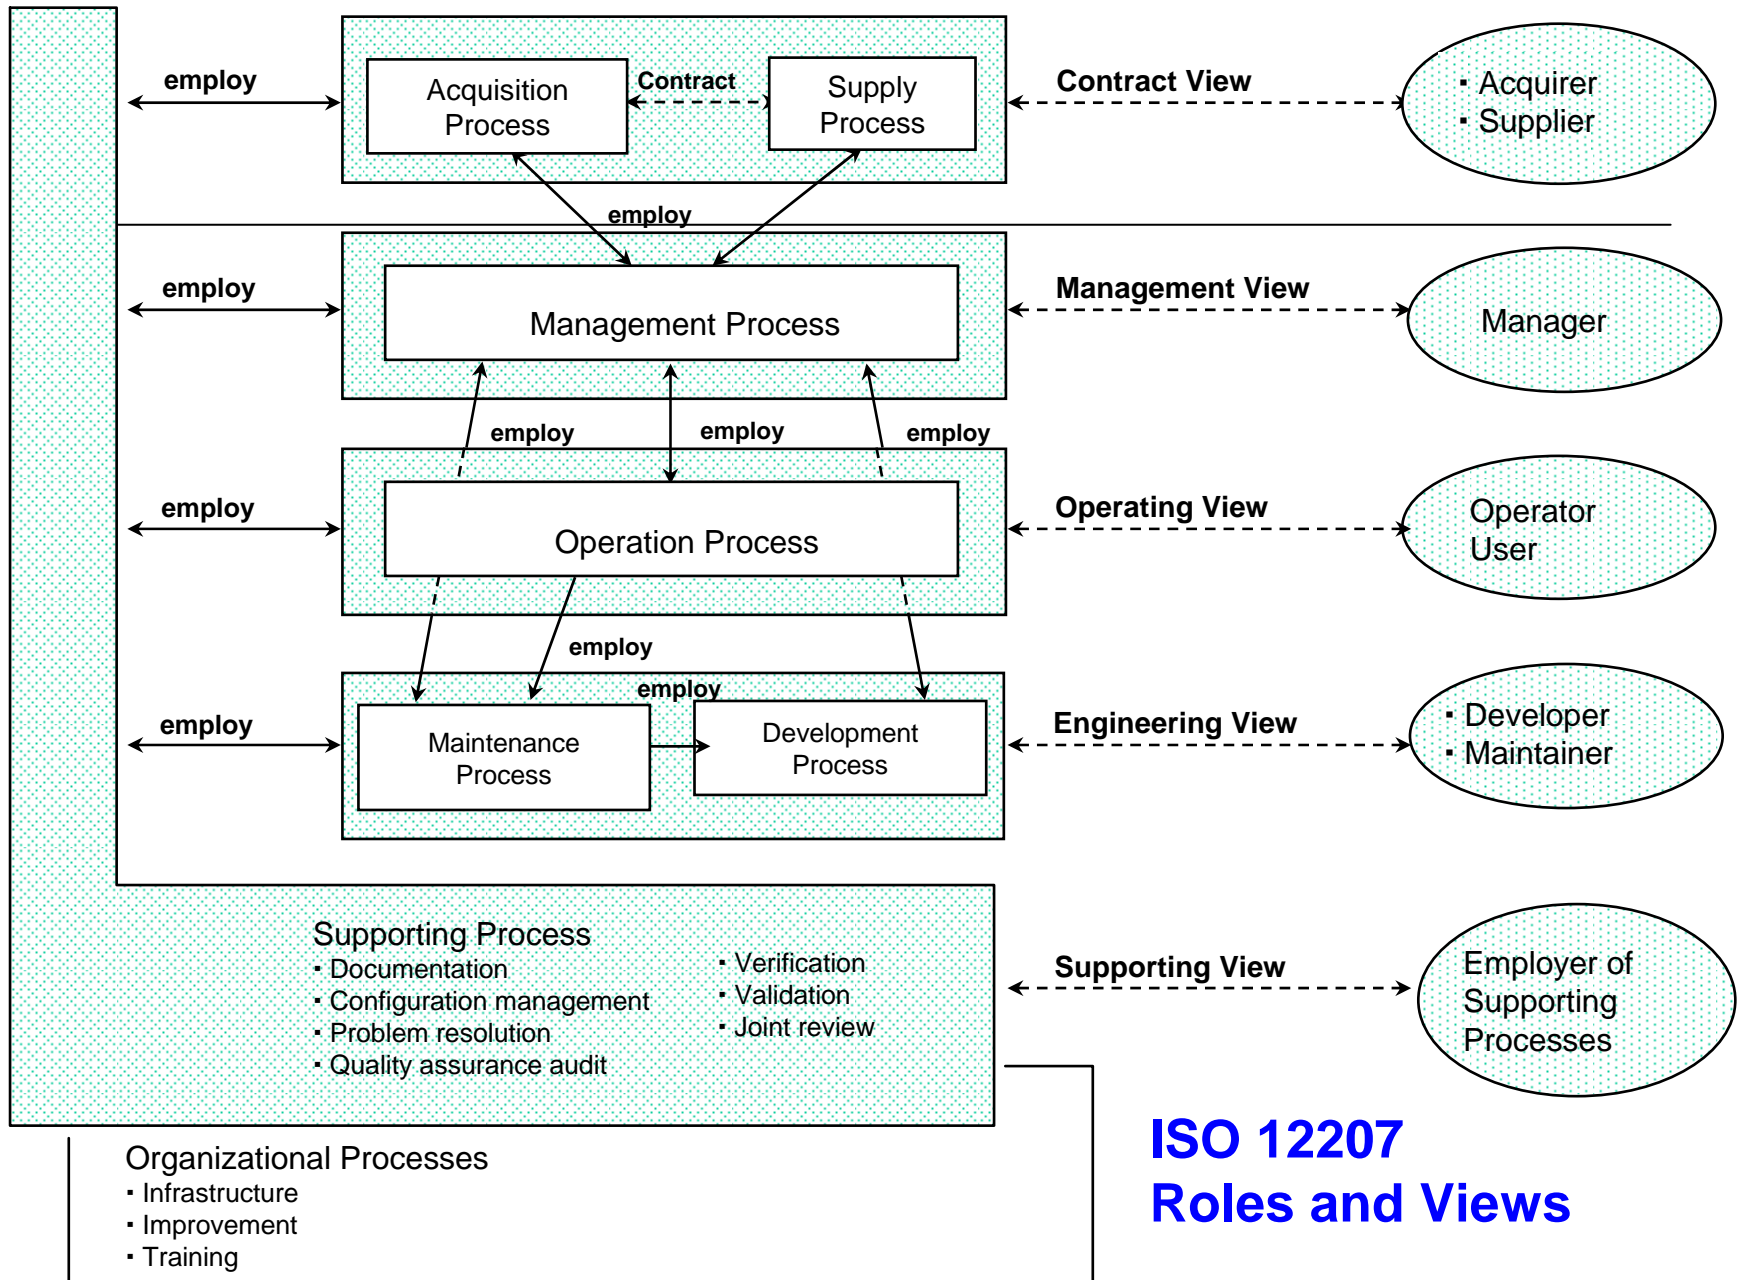 employ
Acquisition
Process
Contract
Supply
Process
Contract View
▪ Acquirer
▪ Supplier
employ
employ
Management Process
Management View
Manager
employ
employ
employ
employ
Operation Process
Operating View
Operator
User
employ
employ
employ
Maintenance
Process
Development
Process
Engineering View
▪ Developer
▪ Maintainer
Supporting Process
▪ Documentation
▪ Configuration management
▪ Problem resolution
▪ Quality assurance audit
▪ Verification
▪ Validation
▪ Joint review
Supporting View
Employer of
Supporting
Processes
Organizational Processes
▪ Infrastructure
▪ Improvement
▪ Training
ISO 12207
Roles and Views